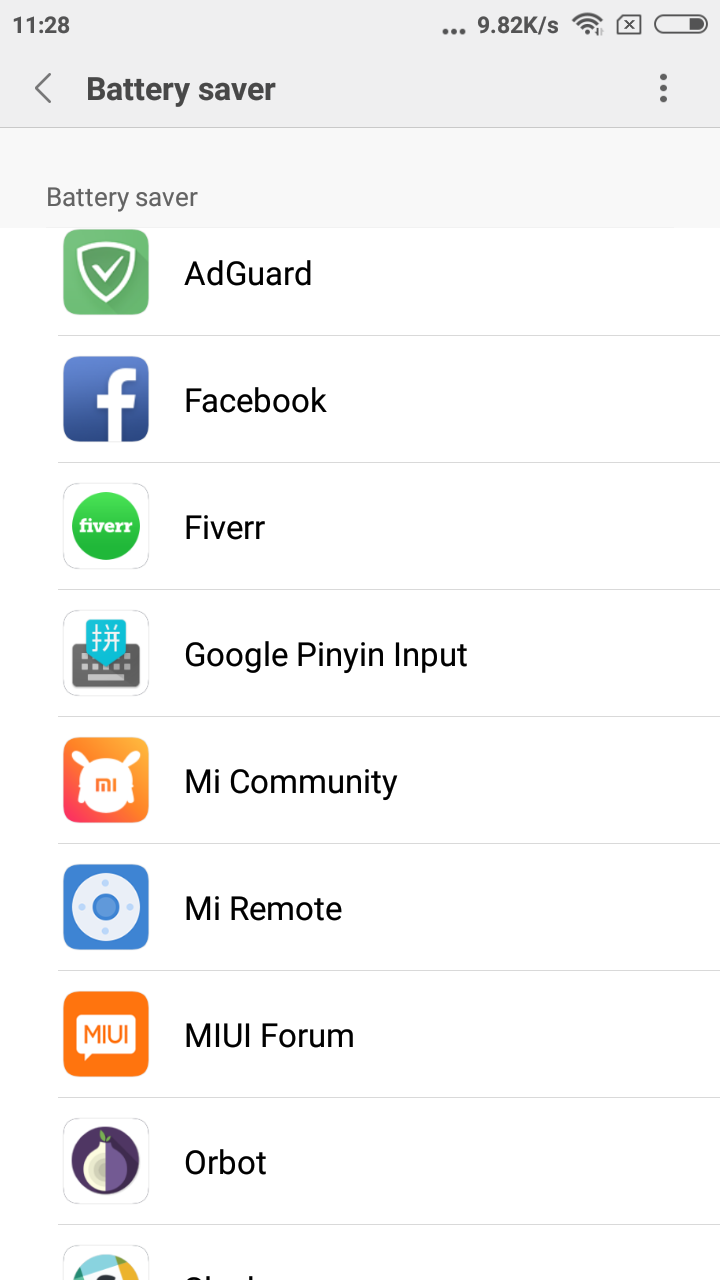 11:28
... 9.82K/s
Battery saver
Battery saver
AdGuard
Facebook
fiverr
Fiverr
拼
Google Pinyin Input
mi
Mi Community
Mi Remote
MIUI
MIUI Forum
Orbot